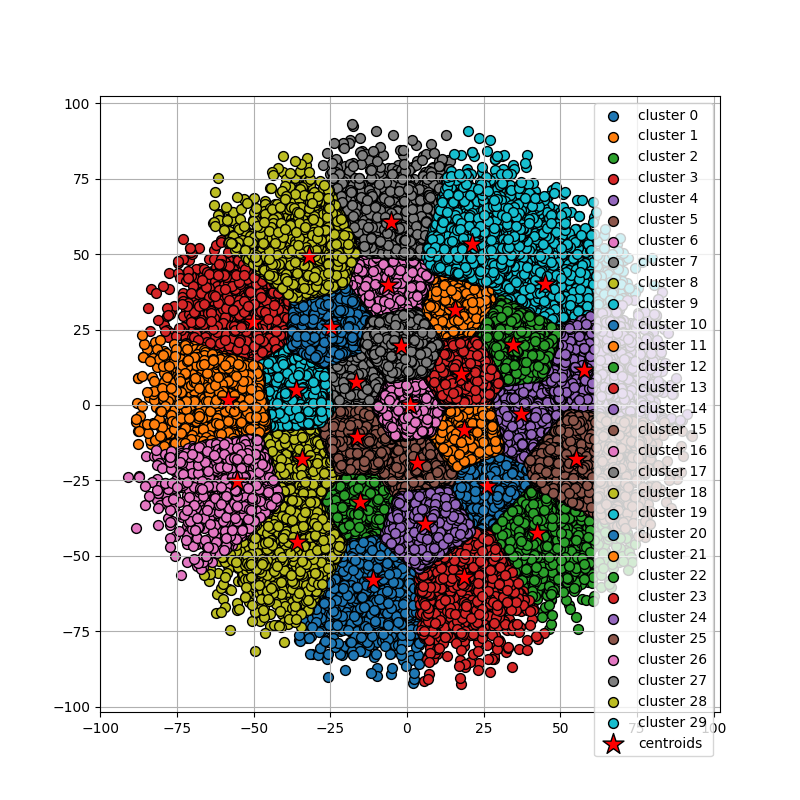 100
75
50
25
0
−25
−50
−75
−100
−100 −75 −50 −25 0 25 50 75 100
cluster 0
cluster 1
cluster 2
cluster 3
cluster 4
cluster 5
cluster 6
cluster 7
cluster 8
cluster 9
cluster 10
cluster 11
cluster 12
cluster 13
cluster 14
cluster 15
cluster 16
cluster 17
cluster 18
cluster 19
cluster 20
cluster 21
cluster 22
cluster 23
cluster 24
cluster 25
cluster 26
cluster 27
cluster 28
cluster 29
centroids